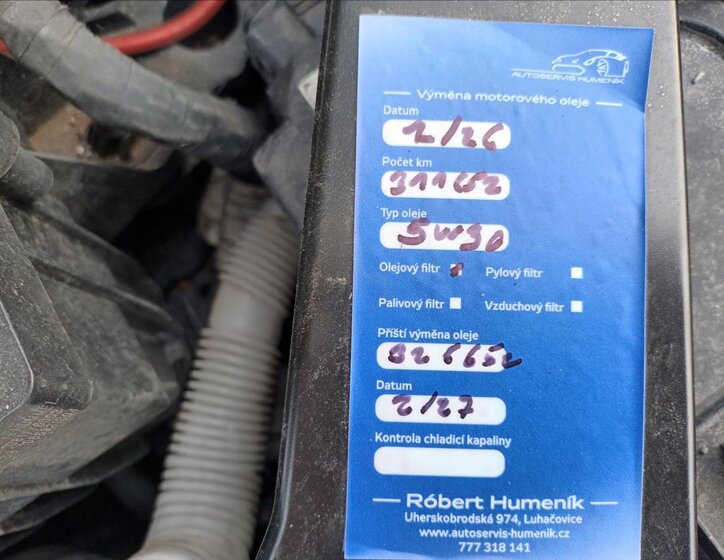 AUTOSERVIS HUMENÍK
Výměna motorového oleje
Datum
2/26
Počet km
311652
Typ oleje
5W30
Olejový filtr
Pylový filtr
Palivový filtr
Vzduchový filtr
Příští výměna oleje
326652
Datum
2/27
Kontrola chladicí kapaliny
Róbert Humeník
Uherskobrodská 974, Luhačovice
www.autoservis-humenik.cz
777 318 141